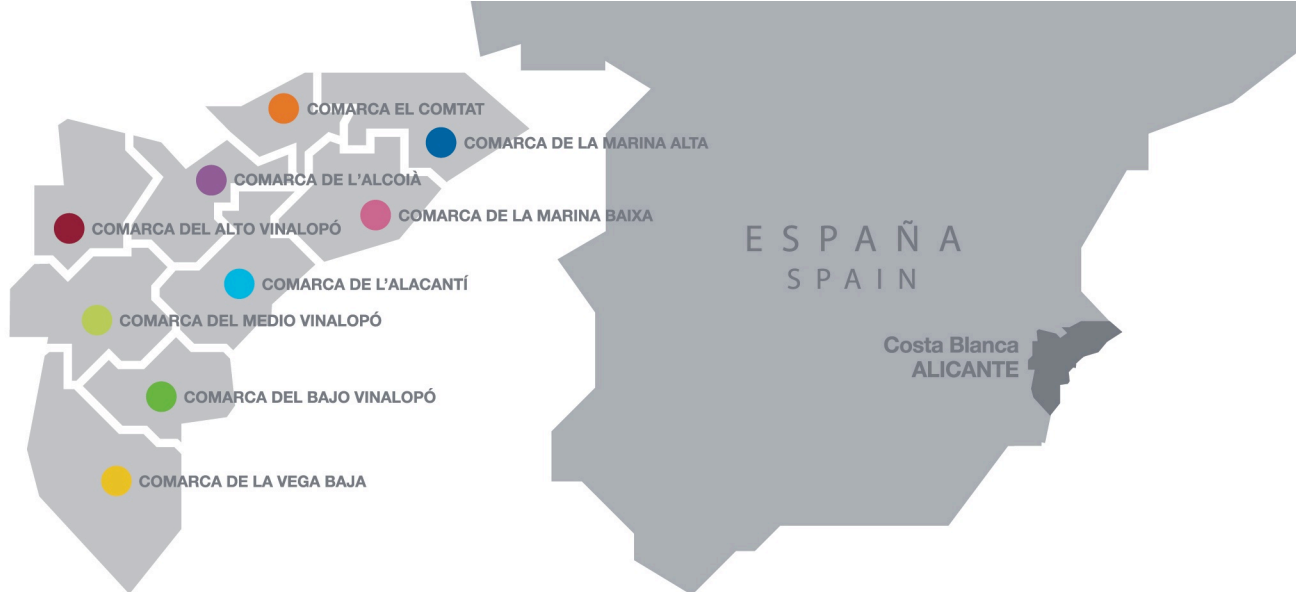 COMARCA EL COMTAT
COMARCA DE LA MARINA ALTA
COMARCA DE L'ALCOIÀ
COMARCA DE LA MARINA BAIXA
COMARCA DEL ALTO VINALOPÓ
COMARCA DE L'ALACANTÍ
COMARCA DEL MEDIO VINALOPÓ
COMARCA DEL BAJO VINALOPÓ
COMARCA DE LA VEGA BAJA
ESPAÑA
SPAIN
Costa Blanca
ALICANTE